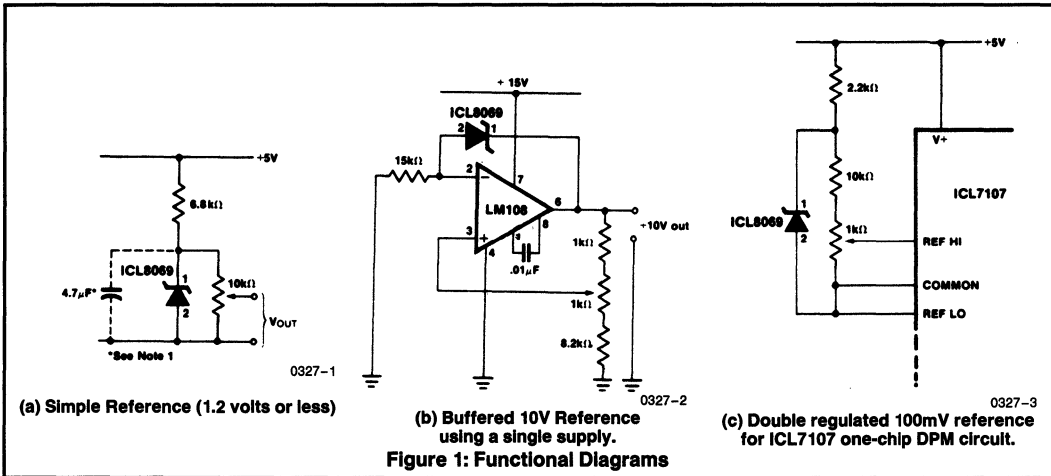 +5V
6.8kΩ
ICL8069
1
2
4.7µF*
10kΩ
VOUT
*See Note 1
0327-1
(a) Simple Reference (1.2 volts or less)
+ 15V
ICL8069
2
1
15kΩ
2
−
7
LM108
6
3
+
4
8
.01µF
1kΩ
1kΩ
8.2kΩ
+10V out
0327-2
(b) Buffered 10V Reference
using a single supply.
+5V
2.2kΩ
V+
10kΩ
ICL7107
ICL8069
1
2
1kΩ
REF HI
COMMON
REF LO
0327-3
(c) Double regulated 100mV reference
for ICL7107 one-chip DPM circuit.
Figure 1: Functional Diagrams